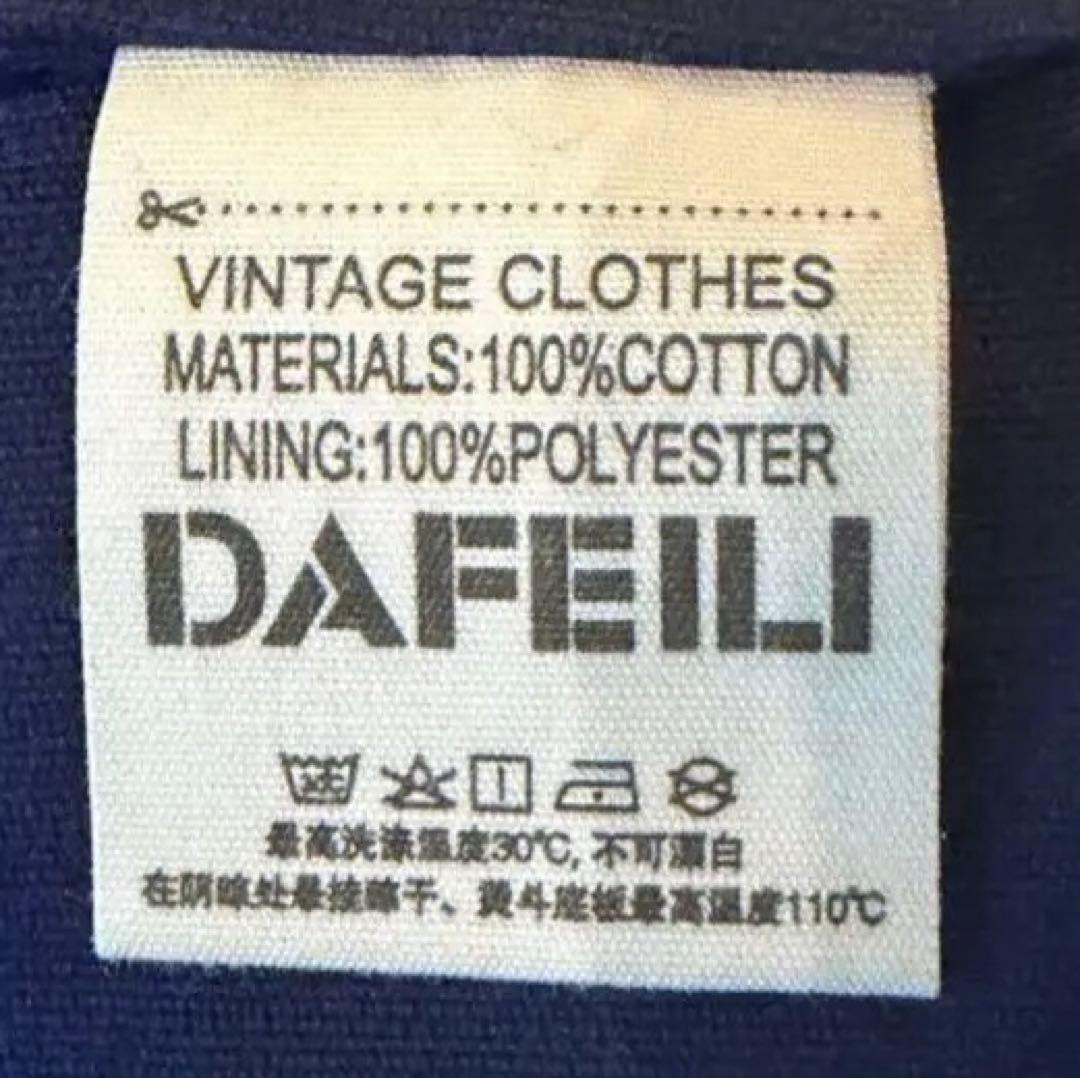 VINTAGE CLOTHES
MATERIALS:100%COTTON
LINING:100%POLYESTER
DAFEILI
最高洗涤温度30℃, 不可漂白
在阴晾处悬挂晾干、熨斗底板最高温度110℃